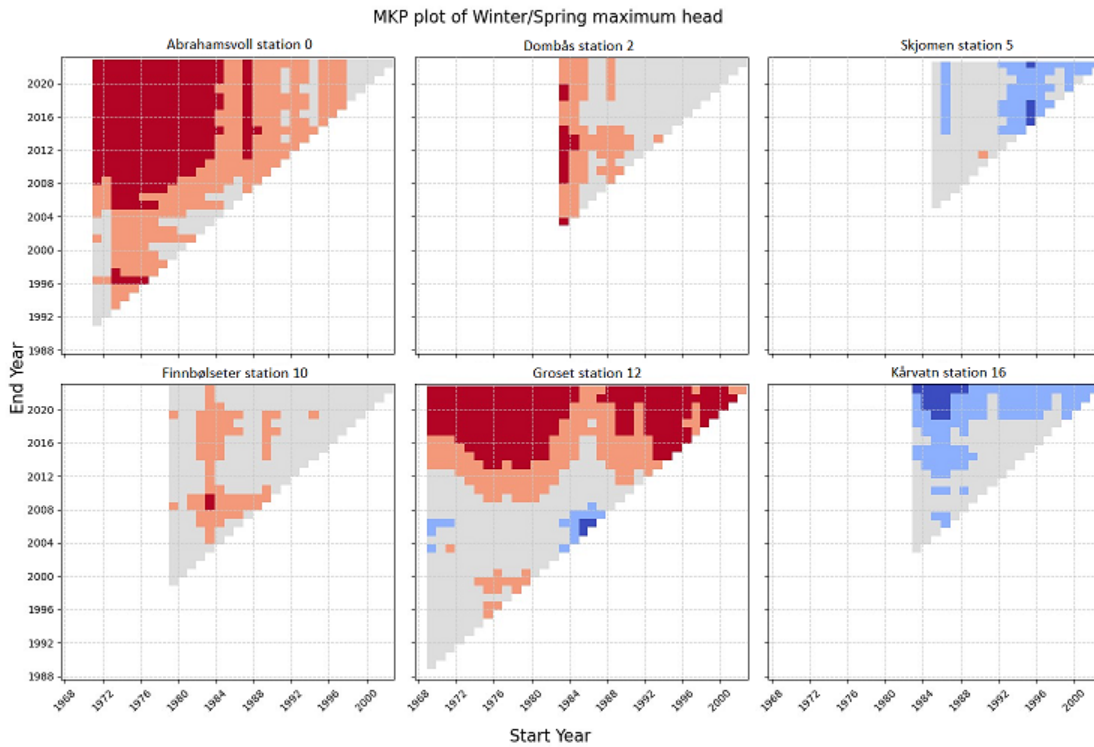 MKP plot of Winter/Spring maximum head
Abrahamsvoll station 0
Dombås station 2
Skjomen station 5
2020
2016
2012
2008
2004
2000
1996
1992
1988
End Year
Finnbølseter station 10
Groset station 12
Kårvatn station 16
2020
2016
2012
2008
2004
2000
1996
1992
1988
1968 1972 1976 1980 1984 1988 1992 1996 2000
1968 1972 1976 1980 1984 1988 1992 1996 2000
1968 1972 1976 1980 1984 1988 1992 1996 2000
Start Year